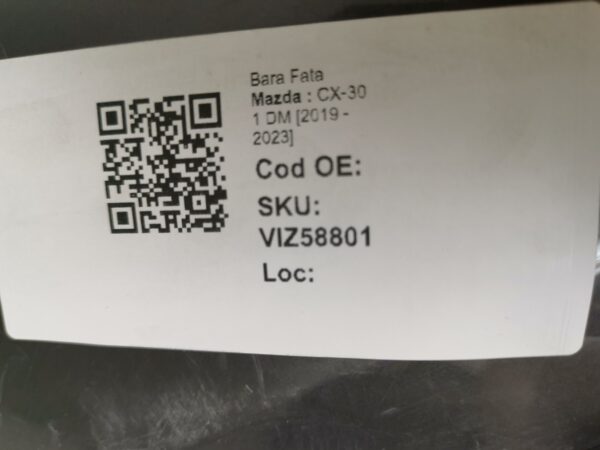 Bara Fata
Mazda : CX-30
1 DM [2019 -
2023]
Cod OE:
SKU:
VIZ58801
Loc: